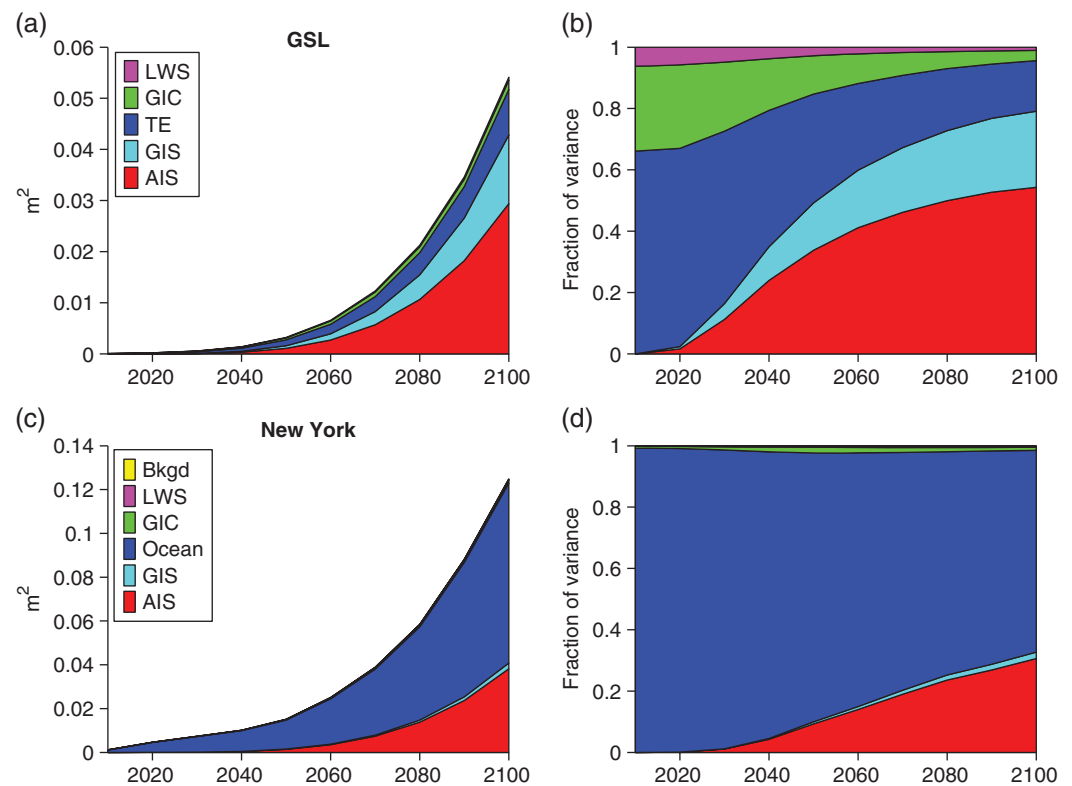 (a)
GSL
0.06
0.05
0.04
0.03
0.02
0.01
0
m2
LWS
GIC
TE
GIS
AIS
2020 2040 2060 2080 2100
(b)
1
0.8
0.6
0.4
0.2
0
Fraction of variance
2020 2040 2060 2080 2100
(c)
New York
0.14
0.12
0.1
0.08
0.06
0.04
0.02
0
m2
Bkgd
LWS
GIC
Ocean
GIS
AIS
2020 2040 2060 2080 2100
(d)
1
0.8
0.6
0.4
0.2
0
Fraction of variance
2020 2040 2060 2080 2100